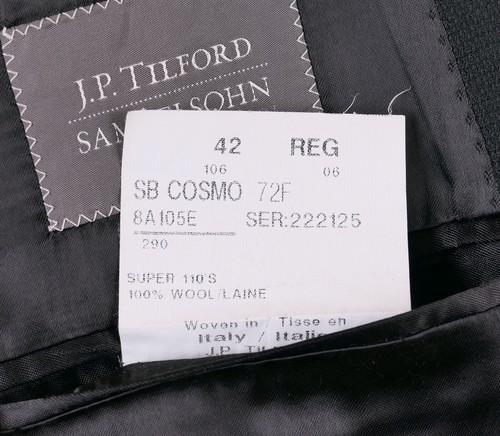 J.P. TILFORD
42 REG
106 06
SB COSMO 72F
8A105E SER:222125
290
SUPER 110'S
100% WOOL/LAINE
Woven in / Tisse en
Italy / Italie
J.P.